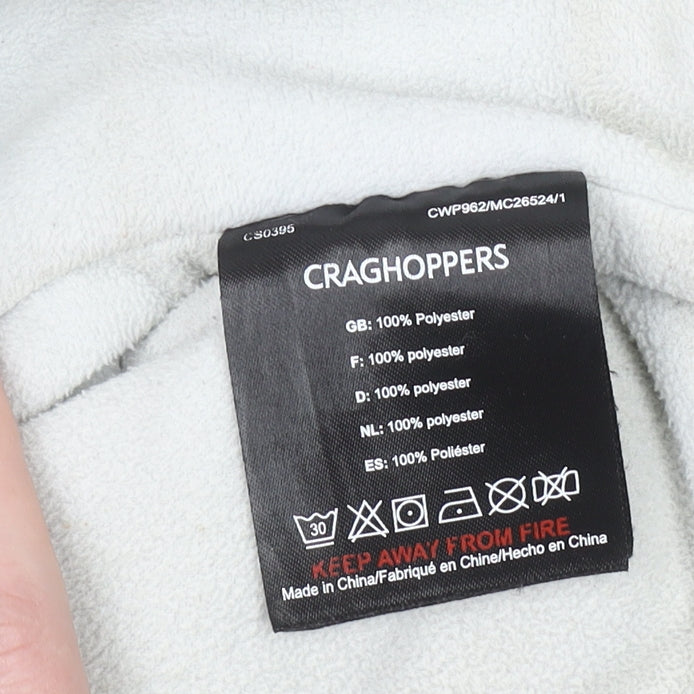 CS0395
CWP962/MC26524/1
CRAGHOPPERS
GB: 100% Polyester
F: 100% polyester
D: 100% polyester
NL: 100% polyester
ES: 100% Poliéster
30
KEEP AWAY FROM FIRE
Made in China/Fabriqué en Chine/Hecho en China